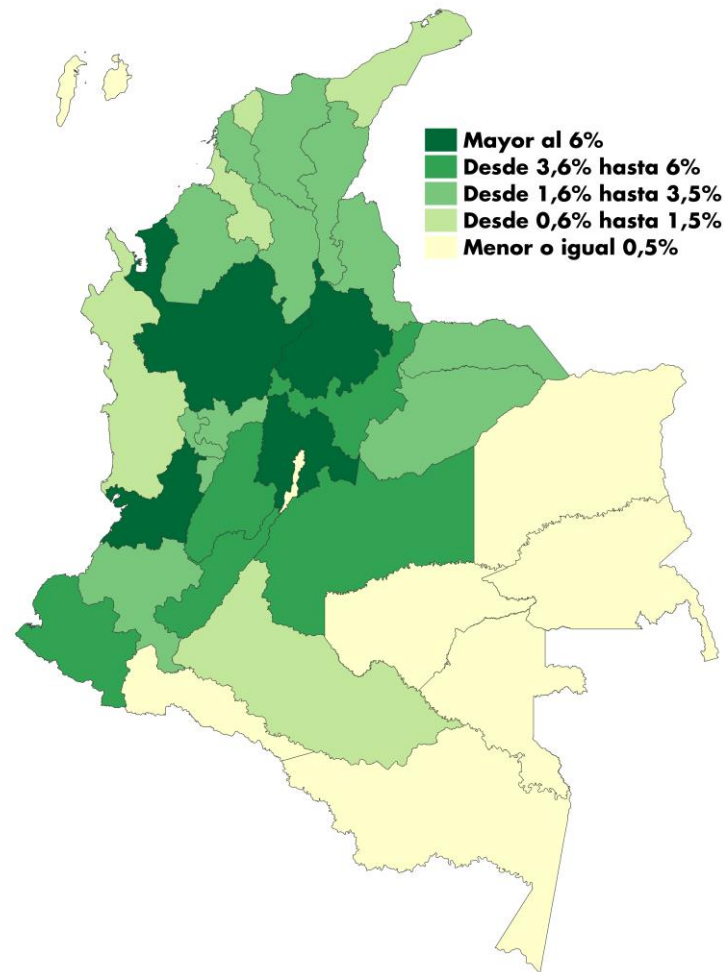 Mayor al 6%
Desde 3,6% hasta 6%
Desde 1,6% hasta 3,5%
Desde 0,6% hasta 1,5%
Menor o igual 0,5%